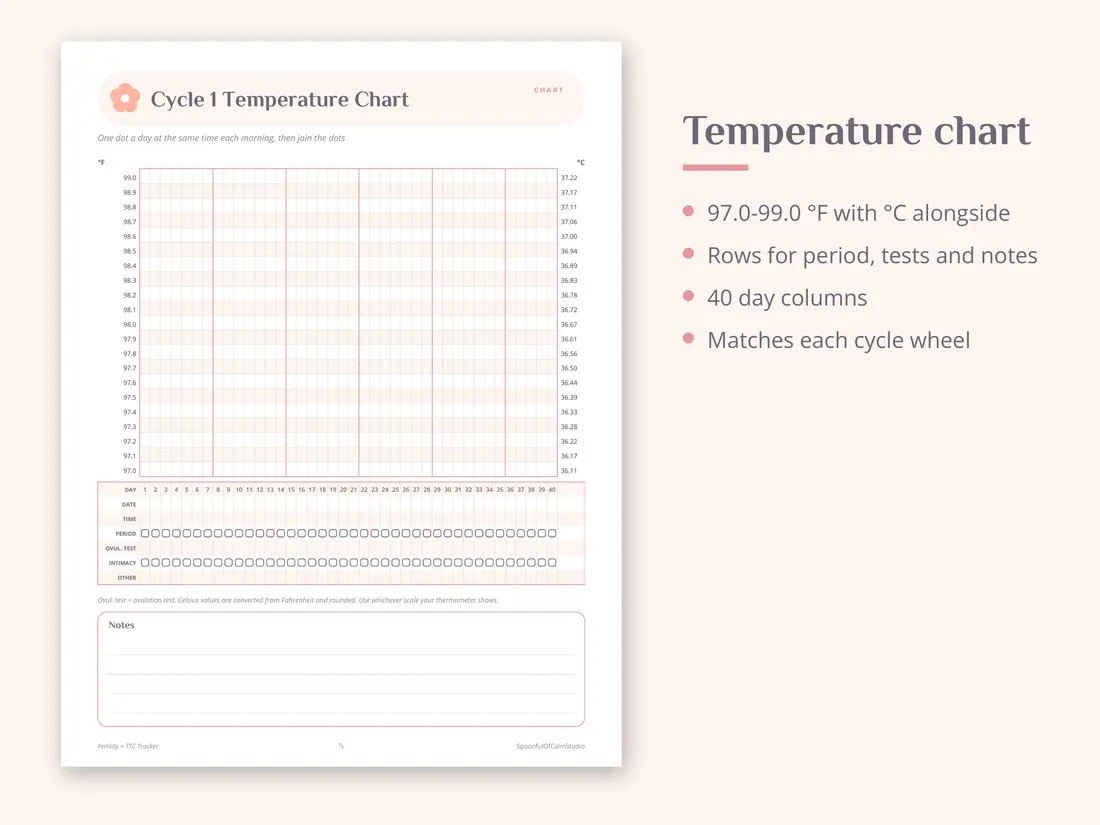 Cycle 1 Temperature Chart
CHART
One dot a day at the same time each morning, then join the dots
°F °C
99.0 37.22
98.9 37.17
98.8 37.11
98.7 37.06
98.6 37.00
98.5 36.94
98.4 36.89
98.3 36.83
98.2 36.78
98.1 36.72
98.0 36.67
97.9 36.61
97.8 36.56
97.7 36.50
97.6 36.44
97.5 36.39
97.4 36.33
97.3 36.28
97.2 36.22
97.1 36.17
97.0 36.11
DAY 1 2 3 4 5 6 7 8 9 10 11 12 13 14 15 16 17 18 19 20 21 22 23 24 25 26 27 28 29 30 31 32 33 34 35 36 37 38 39 40
DATE
TIME
PERIOD
OVUL. TEST
INTIMACY
OTHER
Ovul. test = ovulation test. Celsius values are converted from Fahrenheit and rounded. Use whichever scale your thermometer shows.
Notes
Fertility + TTC Tracker
SpoonfulOfCalmStudio
Temperature chart
97.0-99.0 °F with °C alongside
Rows for period, tests and notes
40 day columns
Matches each cycle wheel